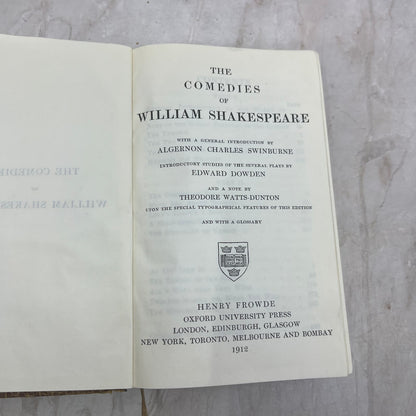 THE
COMEDIES
OF
WILLIAM SHAKESPEARE
WITH A GENERAL INTRODUCTION BY
ALGERNON CHARLES SWINBURNE
INTRODUCTORY STUDIES OF THE SEVERAL PLAYS BY
EDWARD DOWDEN
AND A NOTE BY
THEODORE WATTS-DUNTON
UPON THE SPECIAL TYPOGRAPHICAL FEATURES OF THIS EDITION
AND WITH A GLOSSARY
HENRY FROWDE
OXFORD UNIVERSITY PRESS
LONDON, EDINBURGH, GLASGOW
NEW YORK, TORONTO, MELBOURNE AND BOMBAY
1912